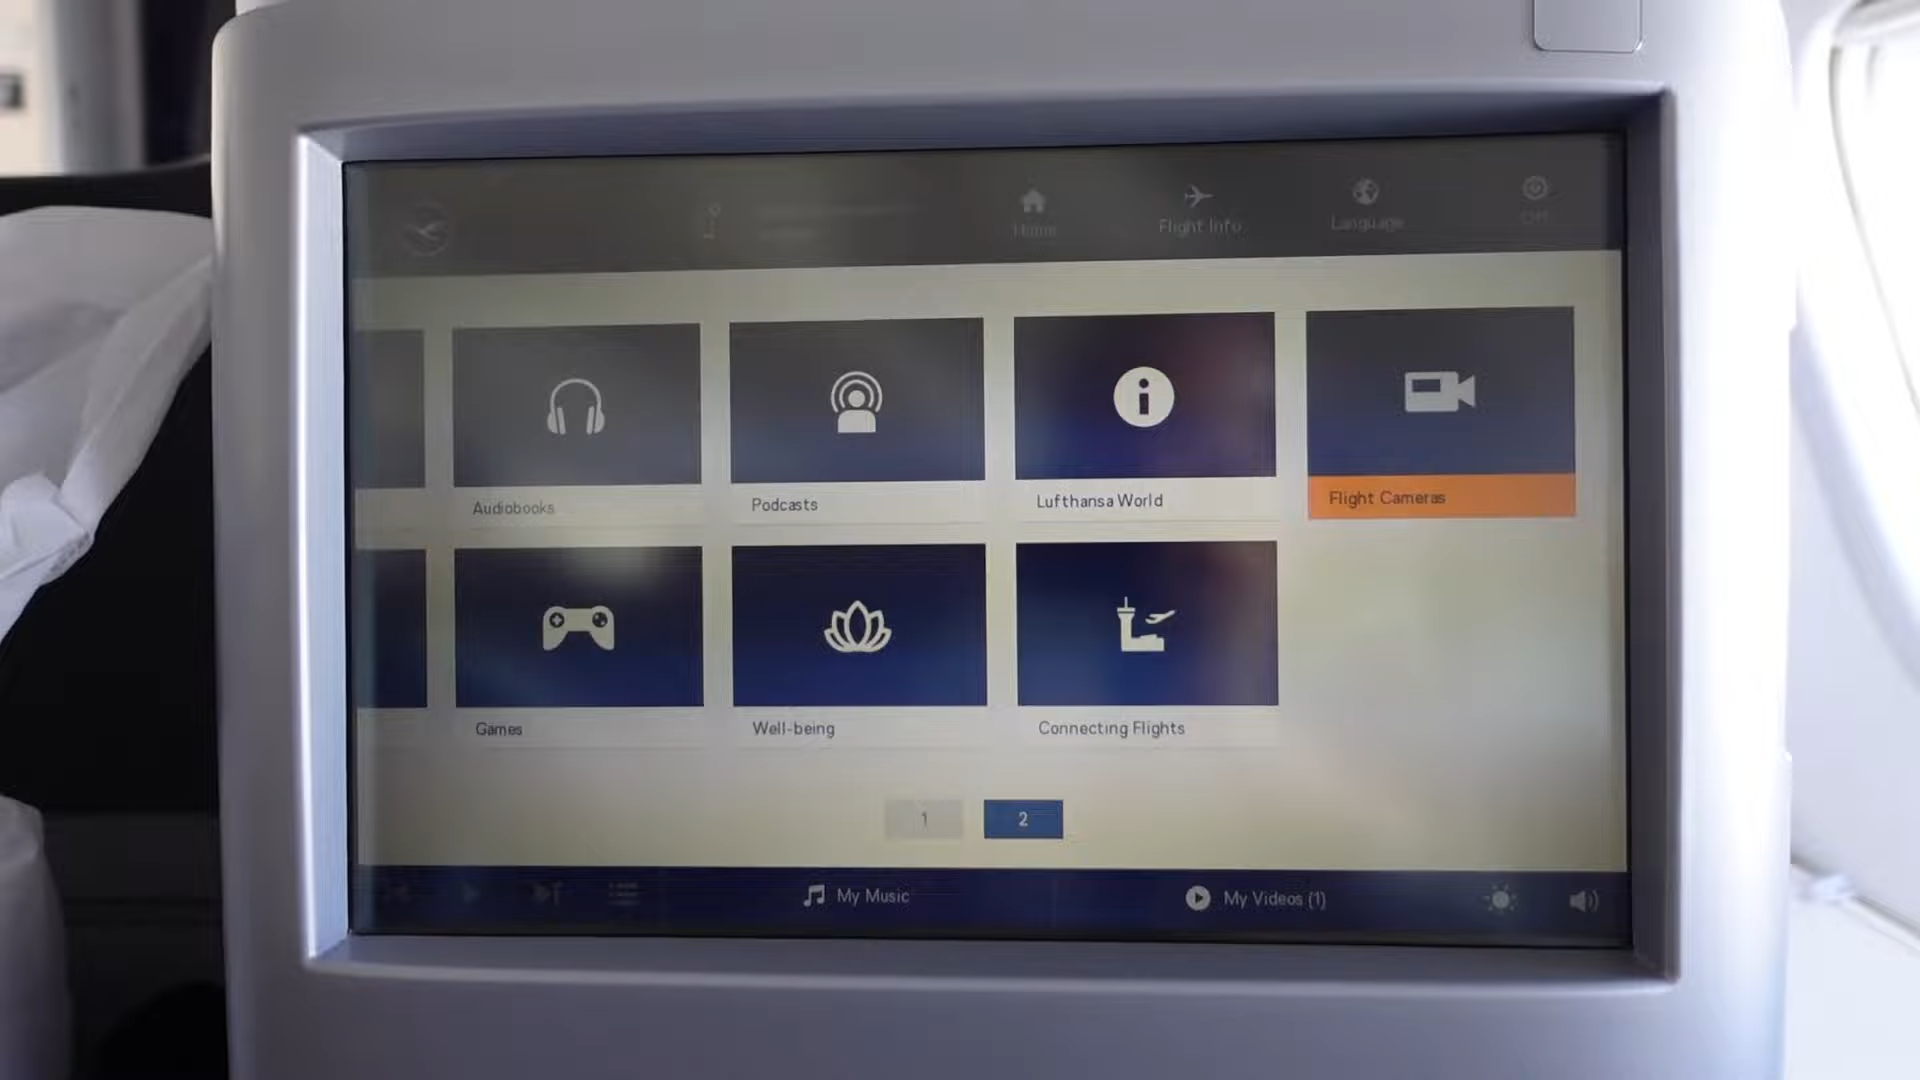 Home
Flight Info
Language
Off
Audiobooks
Podcasts
Lufthansa World
Flight Cameras
Games
Well-being
Connecting Flights
1
2
My Music
My Videos (1)